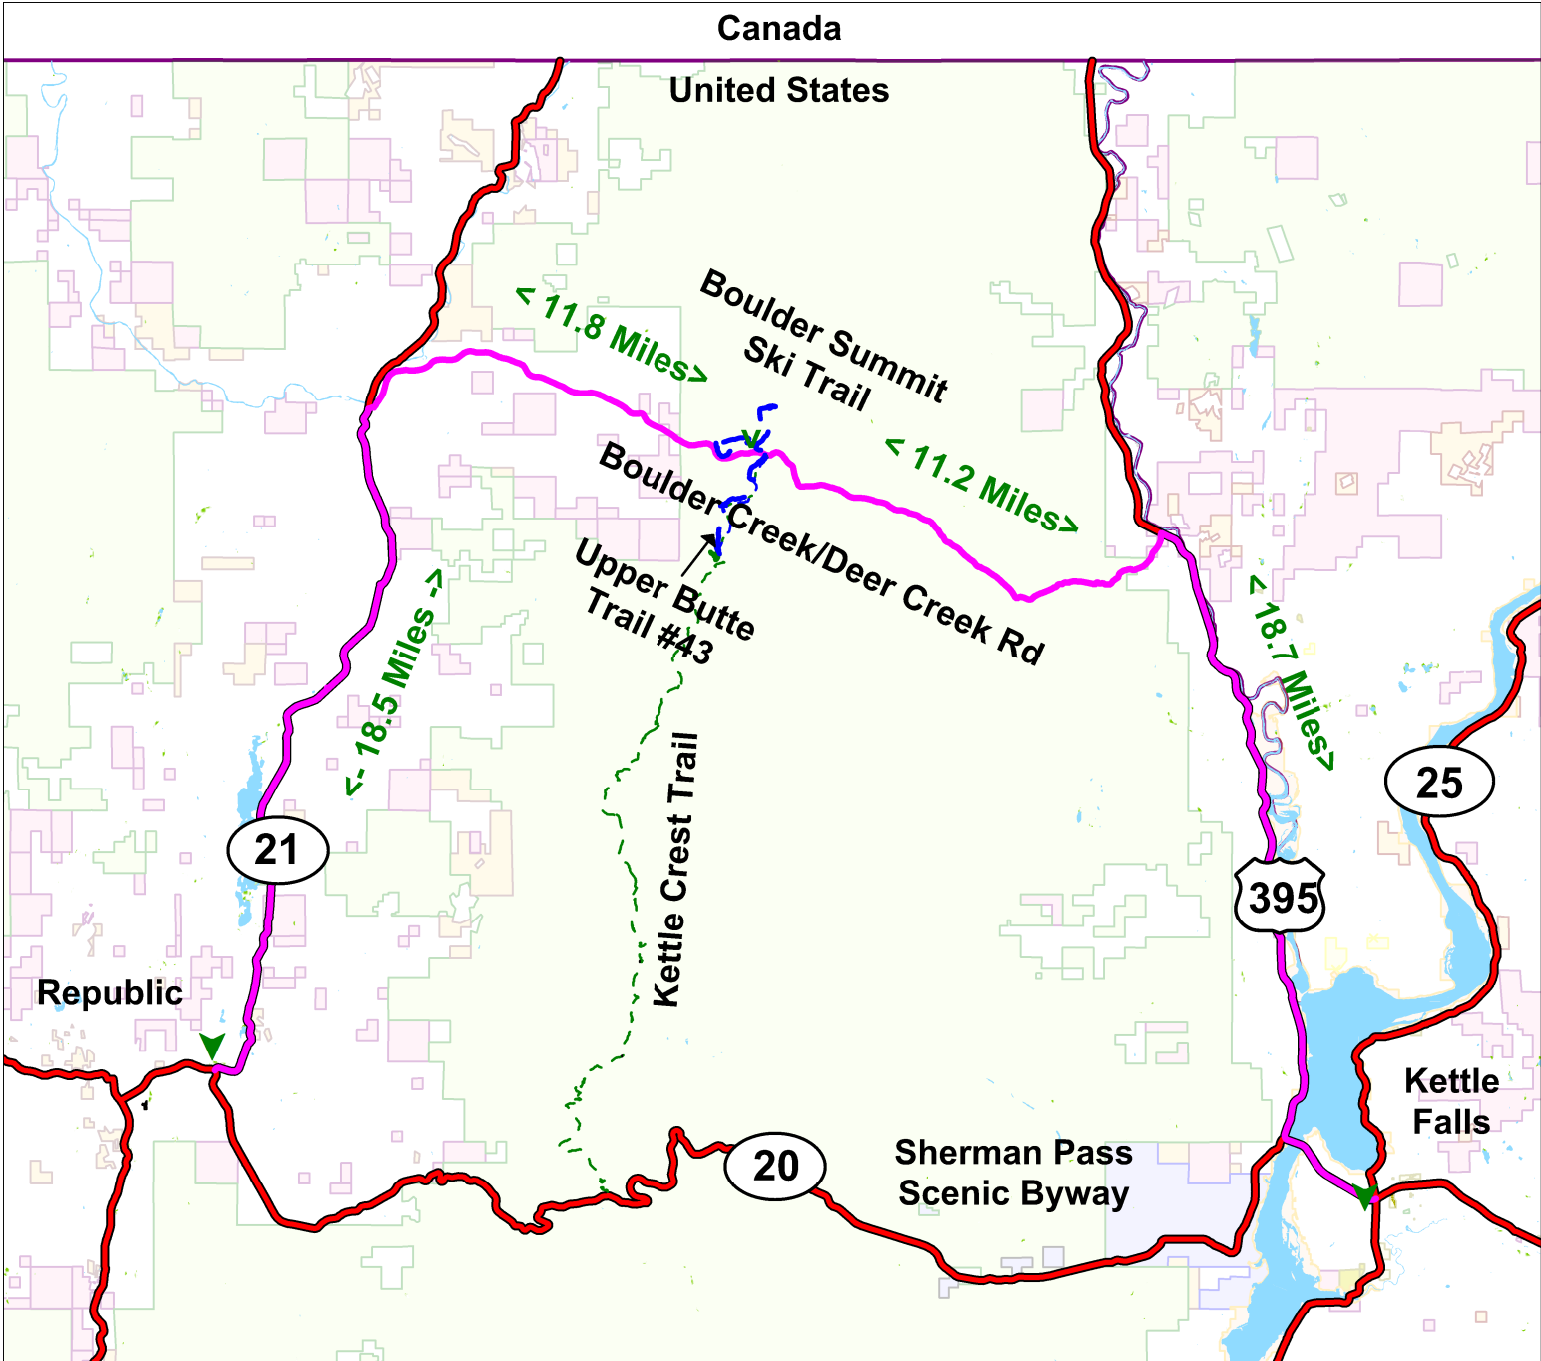 Canada
United States
Boulder Summit
Ski Trail
< 11.8 Miles>
< 11.2 Miles>
Boulder Creek/Deer Creek Rd
Upper Butte
Trail #43
<- 18.5 Miles ->
< 18.7 Miles>
Kettle Crest Trail
25
21
395
Republic
Kettle
Falls
Sherman Pass
Scenic Byway
20